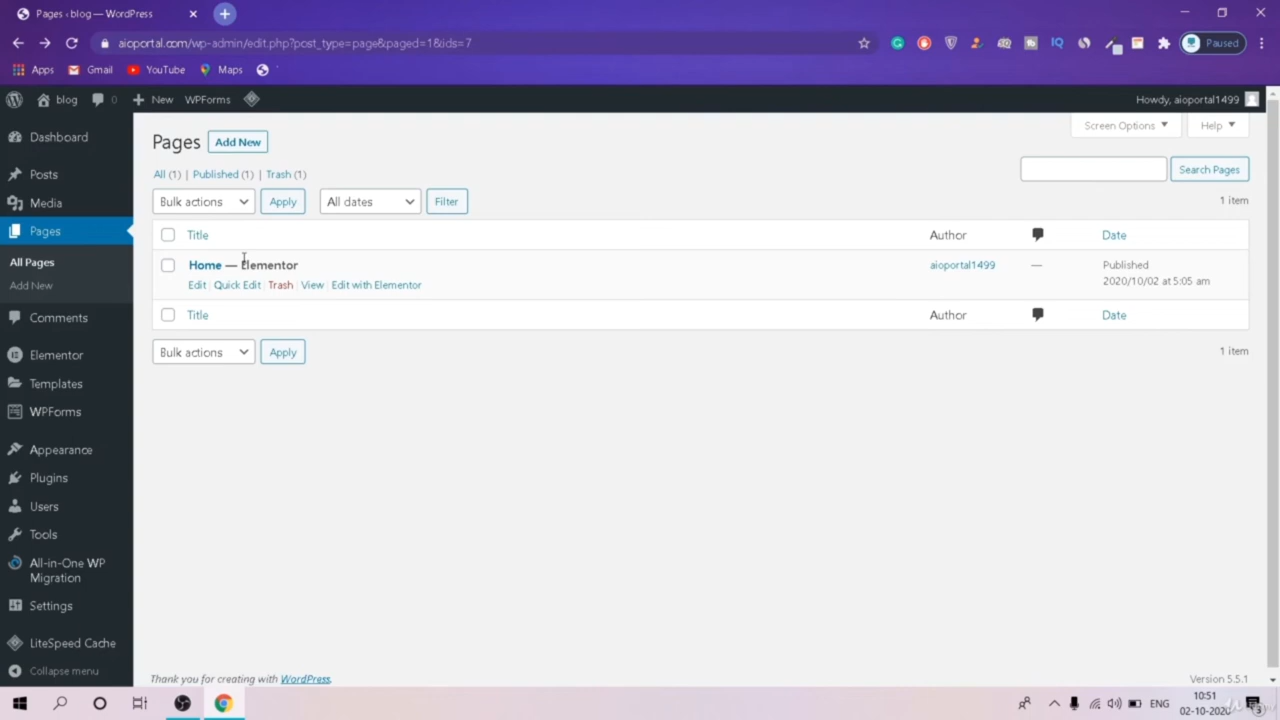 Pages ‹ blog — WordPress
aioportal.com/wp-admin/edit.php?post_type=page&paged=1&ids=7
Paused
Apps Gmail YouTube Maps
blog 0 New WPForms Howdy, aioportal1499
Dashboard
Posts
Media
Pages
All Pages
Add New
Comments
Elementor
Templates
WPForms
Appearance
Plugins
Users
Tools
All-in-One WP
Migration
Settings
LiteSpeed Cache
Collapse menu
Screen Options Help
Pages Add New
All (1) | Published (1) | Trash (1)
Search Pages
Bulk actions Apply All dates Filter
1 item
Title Author Date
Home — Elementor aioportal1499 — Published
2020/10/02 at 5:05 am
Edit | Quick Edit | Trash | View | Edit with Elementor
Title Author Date
Bulk actions Apply 1 item
Thank you for creating with WordPress. Version 5.5.1
ENG
10:51
02-10-2020
3